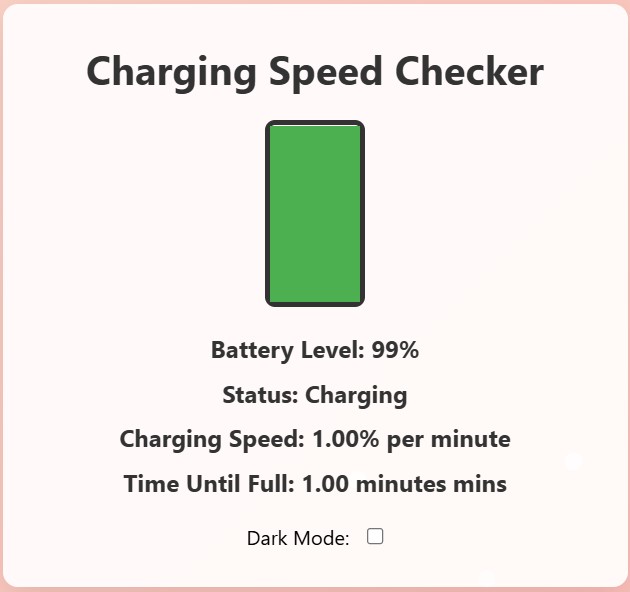 Charging Speed Checker
Battery Level: 99%
Status: Charging
Charging Speed: 1.00% per minute
Time Until Full: 1.00 minutes mins
Dark Mode: